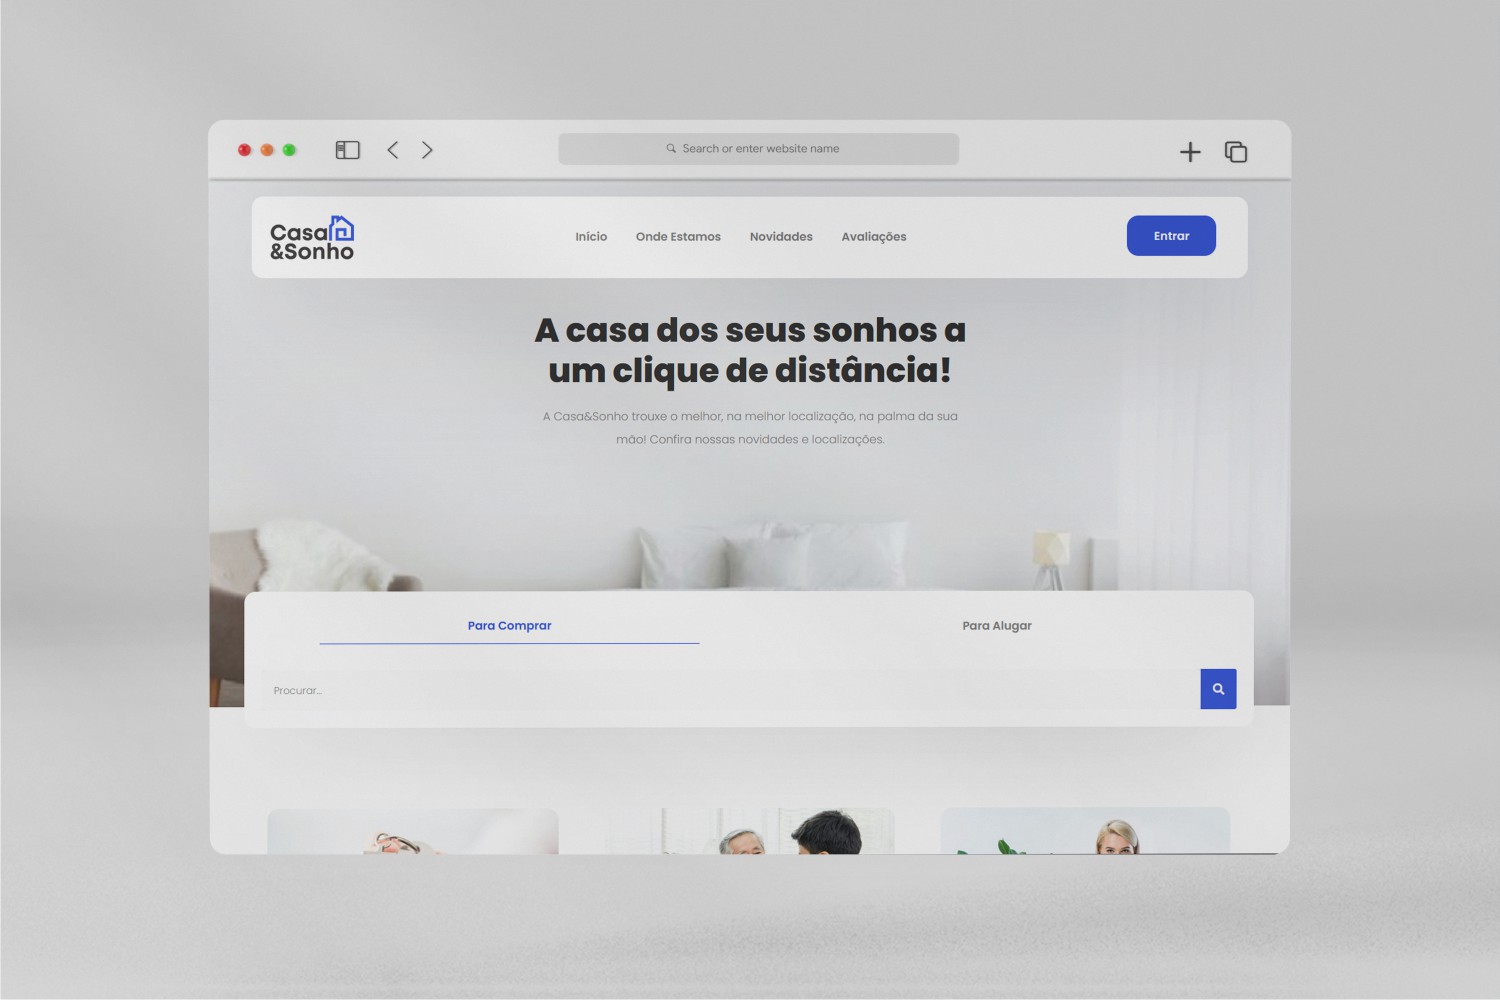 Search or enter website name
Casa
&Sonho
Início
Onde Estamos
Novidades
Avaliações
Entrar
A casa dos seus sonhos a
um clique de distância!
A Casa&Sonho trouxe o melhor, na melhor localização, na palma da sua
mão! Confira nossas novidades e localizações.
Para Comprar
Para Alugar
Procurar...